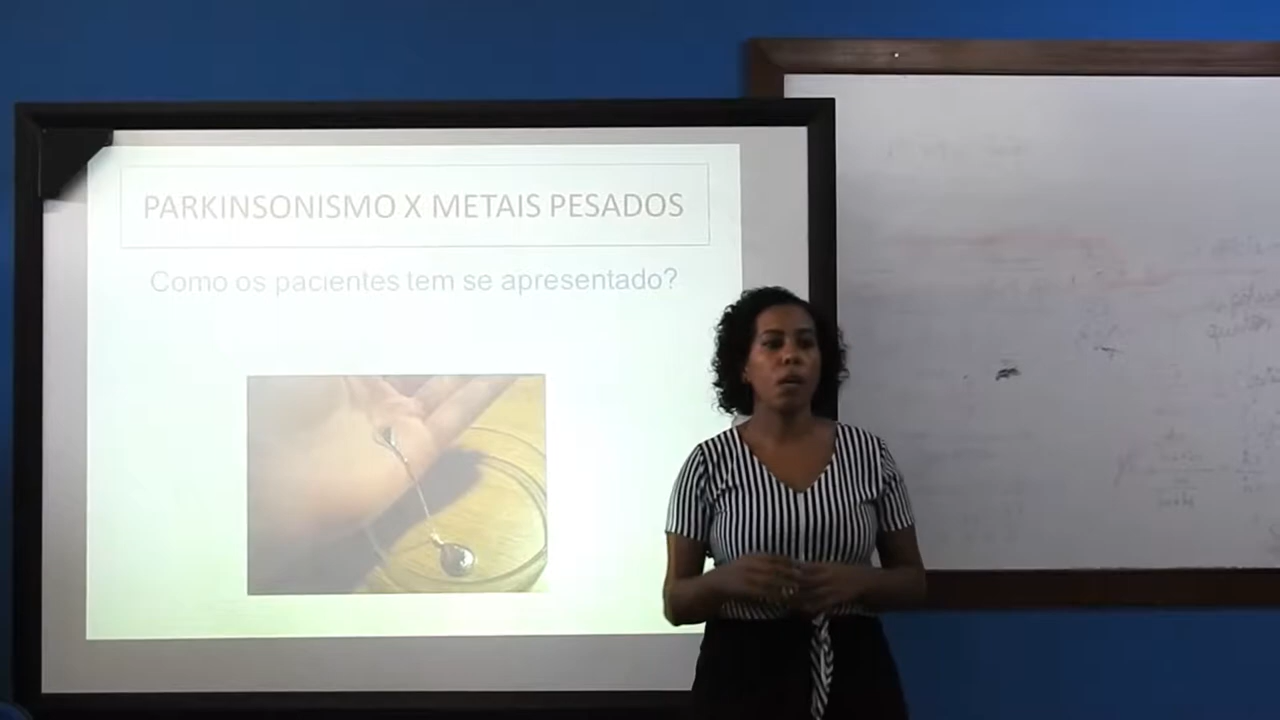 PARKINSONISMO X METAIS PESADOS
Como os pacientes tem se apresentado?